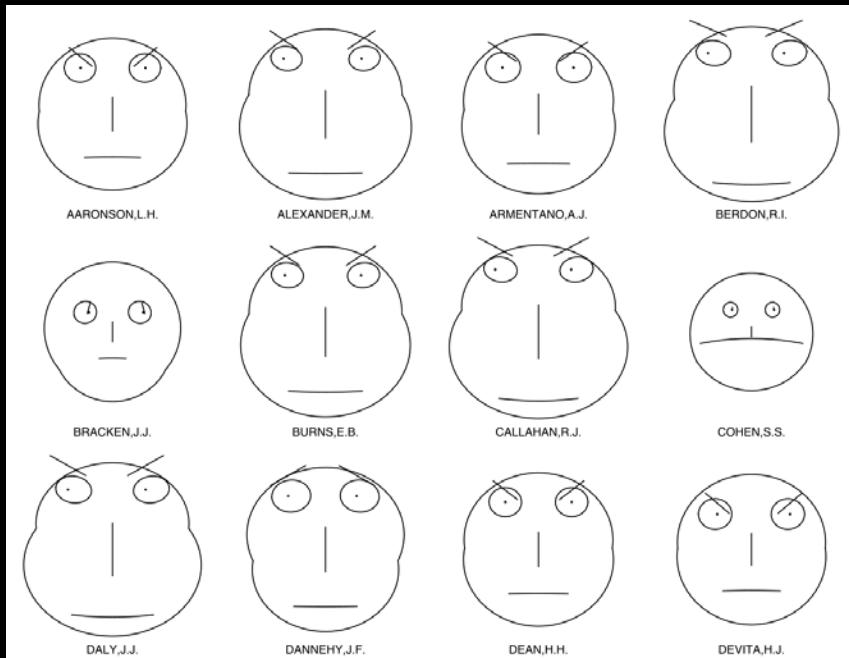 AARONSON,L.H.
ALEXANDER,J.M.
ARMENTANO,A.J.
BERDON,R.I.
BRACKEN,J.J.
BURNS,E.B.
CALLAHAN,R.J.
COHEN,S.S.
DALY,J.J.
DANNEHY,J.F.
DEAN,H.H.
DEVITA,H.J.